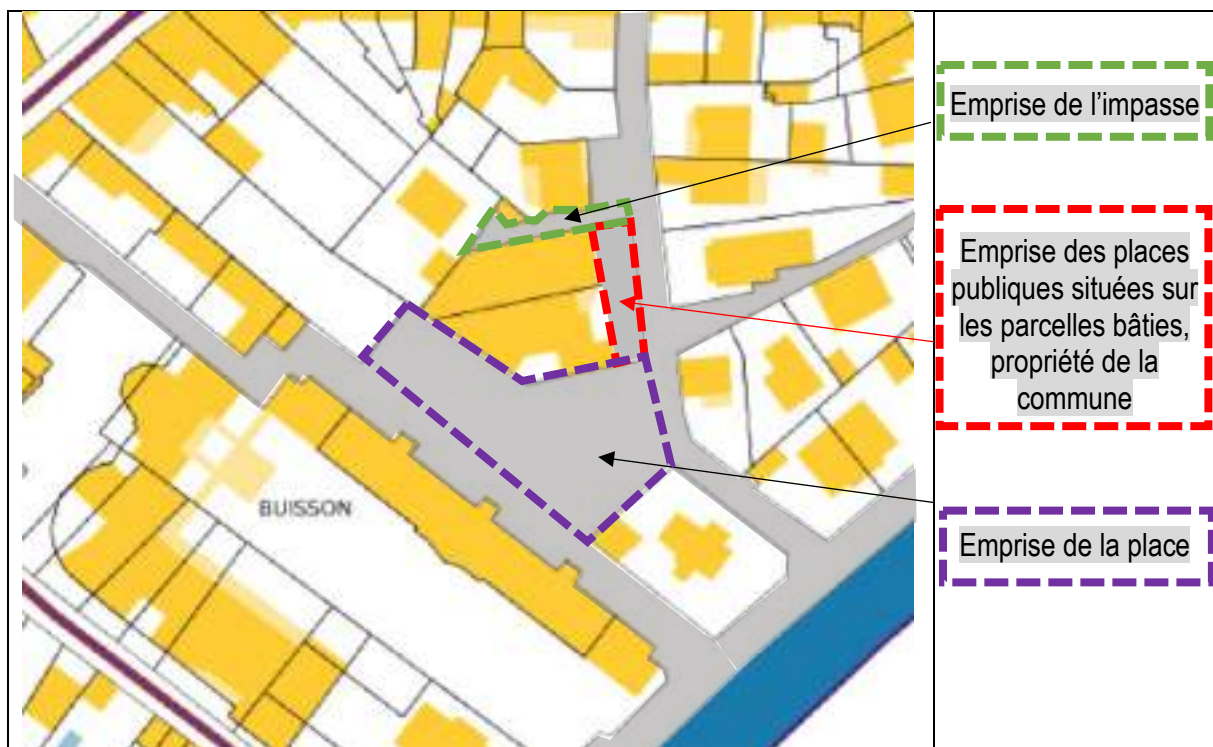 Emprise de l’impasse
Emprise des places
publiques situées sur
les parcelles bâties,
propriété de la
commune
BUISSON
Emprise de la place